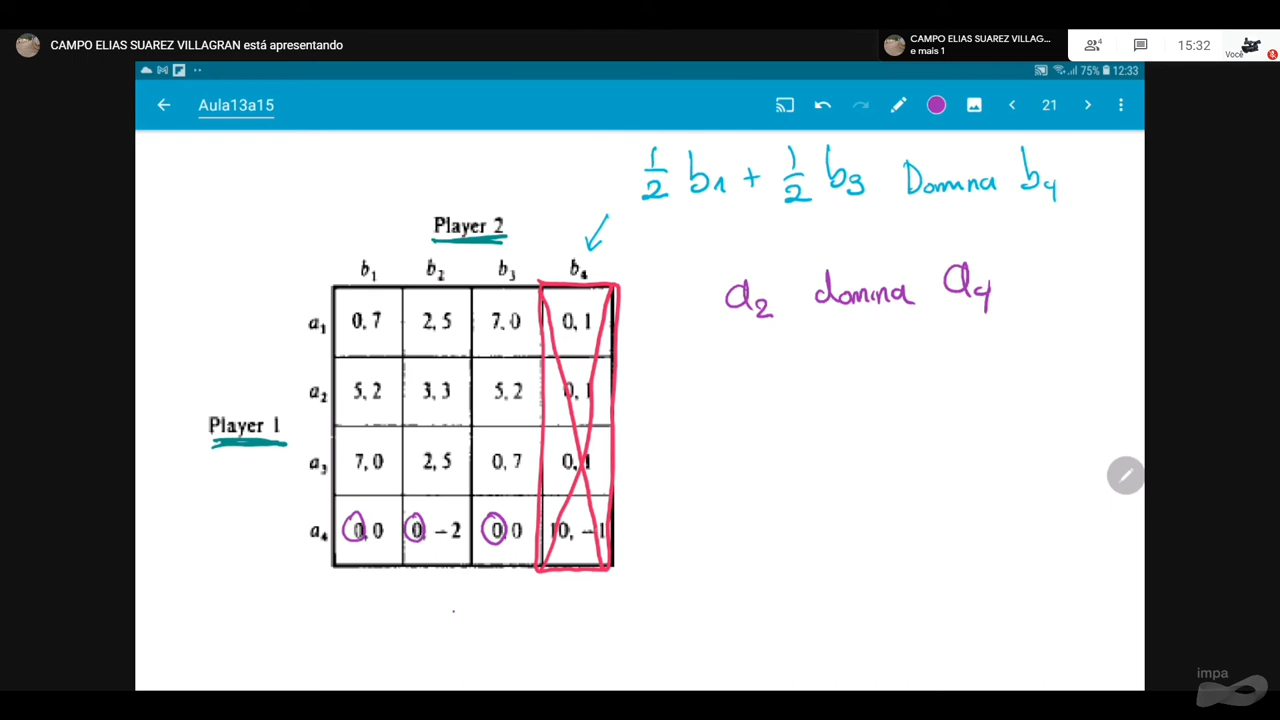 CAMPO ELIAS SUAREZ VILLAGRAN está apresentando
CAMPO ELIAS SUAREZ VILLAG...
e mais 1
4
15:32
Você
75% 12:33
Aula13a15
21
1/2 b1 + 1/2 b3 Domina b4
Player 2
b1 b2 b3 b4
a2 domina a4
a1 0, 7 2, 5 7, 0 0, 1
a2 5, 2 3, 3 5, 2 0, 1
Player 1
a3 7, 0 2, 5 0, 7 0, 1
a4 0, 0 0, −2 0, 0 10, −1
impa